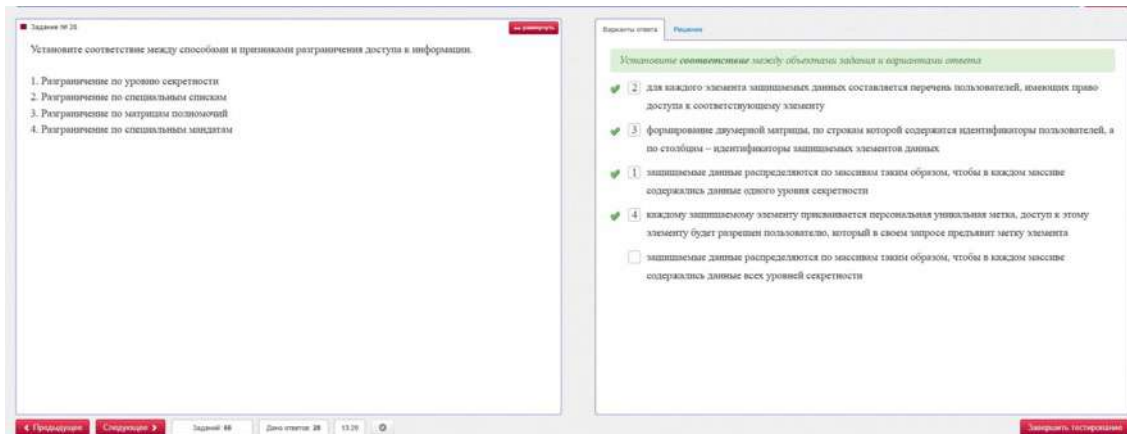 Задание № 28
развернуть
Установите соответствие между способами и признаками разграничения доступа к информации.
1. Разграничение по уровню секретности
2. Разграничение по специальным спискам
3. Разграничение по матрицам полномочий
4. Разграничение по специальным мандатам
Варианты ответа Решение
Установите соответствие между объектами задания и вариантами ответа
2 для каждого элемента защищаемых данных составляется перечень пользователей, имеющих право
доступа к соответствующему элементу
3 формирование двумерной матрицы, по строкам которой содержатся идентификаторы пользователей, а
по столбцам – идентификаторы защищаемых элементов данных
1 защищаемые данные распределяются по массивам таким образом, чтобы в каждом массиве
содержались данные одного уровня секретности
4 каждому защищаемому элементу присваивается персональная уникальная метка, доступ к этому
элементу будет разрешен пользователю, который в своем запросе предъявит метку элемента
защищаемые данные распределяются по массивам таким образом, чтобы в каждом массиве
содержались данные всех уровней секретности
Предыдущее Следующее Заданий Дано ответов 28 Завершить тестирование